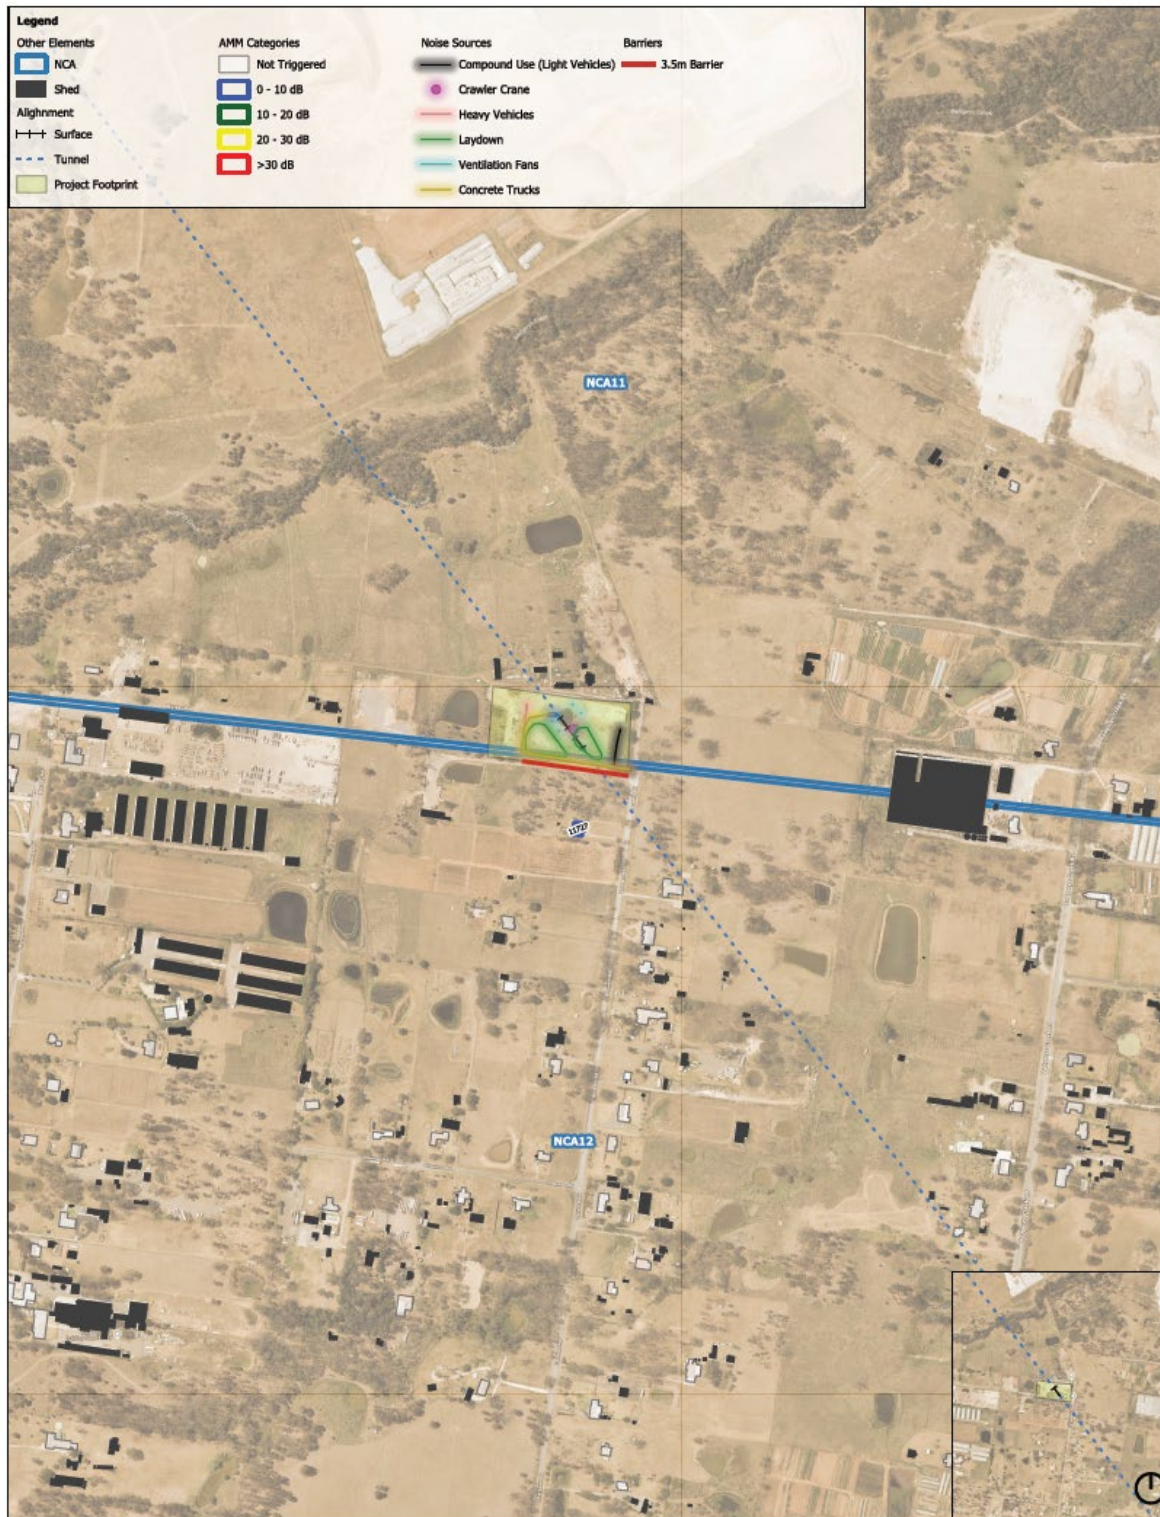 Legend
Other Elements
NCA
Shed
Alighnment
Surface
Tunnel
Project Footprint
AMM Categories
Not Triggered
0 - 10 dB
10 - 20 dB
20 - 30 dB
>30 dB
Noise Sources
Compound Use (Light Vehicles)
Crawler Crane
Heavy Vehicles
Laydown
Ventilation Fans
Concrete Trucks
Barriers
3.5m Barrier
NCA11
11727
NCA12